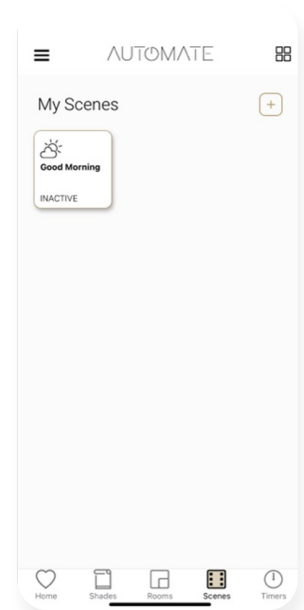 AUTOMATE
My Scenes
Good Morning
INACTIVE
Home Shades Rooms Scenes Timers